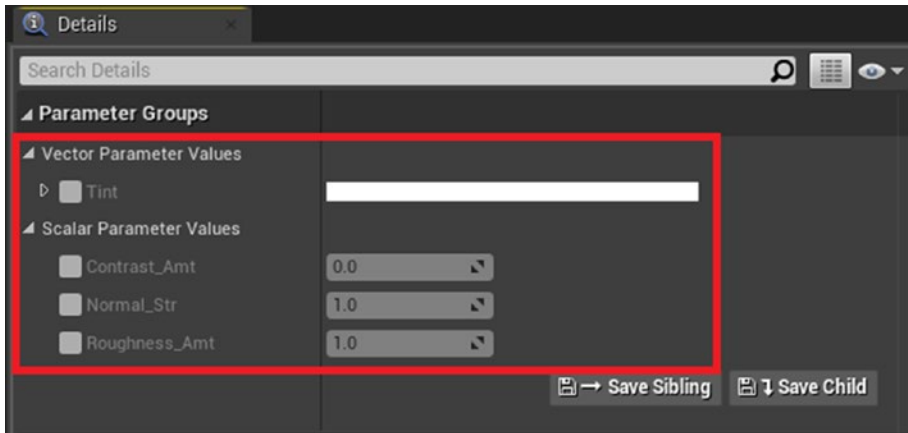 Details
Search Details
Parameter Groups
Vector Parameter Values
Tint
Scalar Parameter Values
Contrast_Amt 0.0
Normal_Str 1.0
Roughness_Amt 1.0
Save Sibling Save Child